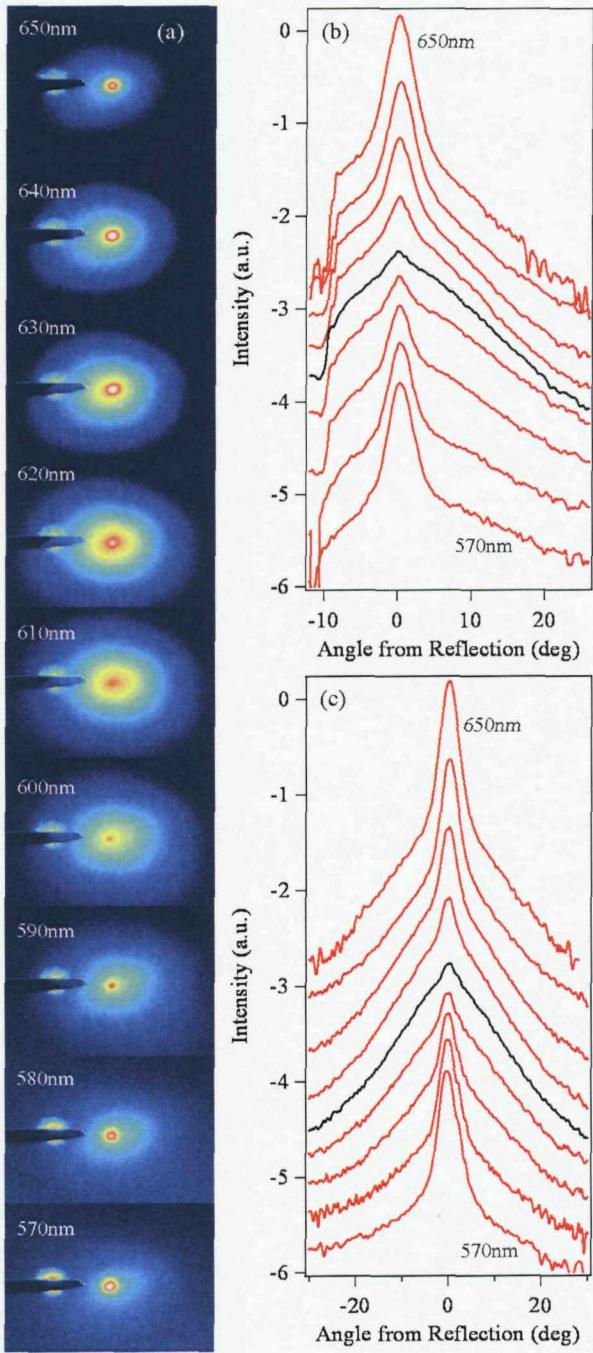 (a)
650nm
640nm
630nm
620nm
610nm
600nm
590nm
580nm
570nm
(b)
650nm
570nm
0
-1
-2
-3
-4
-5
-6
Intensity (a.u.)
-10 0 10 20
Angle from Reflection (deg)
(c)
650nm
570nm
0
-1
-2
-3
-4
-5
-6
Intensity (a.u.)
-20 0 20
Angle from Reflection (deg)